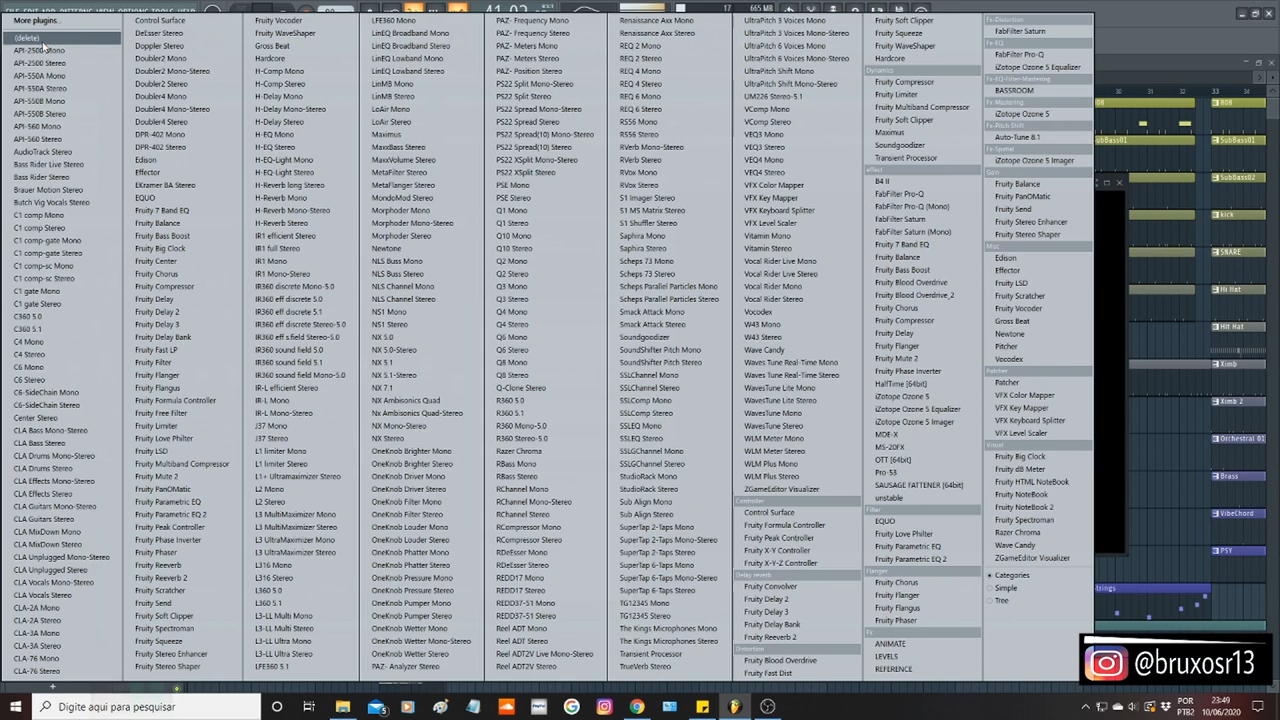 More plugins...
(delete)
API-2500 Mono
API-2500 Stereo
API-550A Mono
API-550A Stereo
API-550B Mono
API-550B Stereo
API-560 Mono
API-560 Stereo
AudioTrack Stereo
Bass Rider Live Stereo
Bass Rider Stereo
Brauer Motion Stereo
Butch Vig Vocals Stereo
C1 comp Mono
C1 comp Stereo
C1 comp-gate Mono
C1 comp-gate Stereo
C1 comp-sc Mono
C1 comp-sc Stereo
C1 gate Mono
C1 gate Stereo
C360 5.0
C360 5.1
C4 Mono
C4 Stereo
C6 Mono
C6 Stereo
C6-SideChain Mono
C6-SideChain Stereo
Center Stereo
CLA Bass Mono
CLA Bass Stereo
CLA Drums Mono-Stereo
CLA Drums Stereo
CLA Effects Mono-Stereo
CLA Effects Stereo
CLA Guitars Mono-Stereo
CLA Guitars Stereo
CLA MixDown Mono
CLA MixDown Stereo
CLA Unplugged Mono-Stereo
CLA Unplugged Stereo
CLA Vocals Mono-Stereo
CLA Vocals Stereo
CLA-2A Mono
CLA-2A Stereo
CLA-3A Mono
CLA-3A Stereo
CLA-76 Mono
CLA-76 Stereo
Control Surface
DeEsser Stereo
Doppler Stereo
Doubler2 Mono
Doubler2 Mono-Stereo
Doubler2 Stereo
Doubler4 Mono
Doubler4 Mono-Stereo
Doubler4 Stereo
DPR-402 Mono
DPR-402 Stereo
Edison
Effector
EKramer BA Stereo
EQUO
Fruity 7 Band EQ
Fruity Balance
Fruity Bass Boost
Fruity Big Clock
Fruity Center
Fruity Chorus
Fruity Compressor
Fruity Delay
Fruity Delay 2
Fruity Delay 3
Fruity Delay Bank
Fruity Fast LP
Fruity Filter
Fruity Flanger
Fruity Flangus
Fruity Formula Controller
Fruity Free Filter
Fruity Limiter
Fruity Love Philter
Fruity LSD
Fruity Multiband Compressor
Fruity Mute 2
Fruity PanOMatic
Fruity Parametric EQ
Fruity Parametric EQ 2
Fruity Peak Controller
Fruity Phase Inverter
Fruity Phaser
Fruity Reeverb
Fruity Reeverb 2
Fruity Scratcher
Fruity Send
Fruity Soft Clipper
Fruity Spectroman
Fruity Squeeze
Fruity Stereo Enhancer
Fruity Stereo Shaper
Fruity Vocoder
Fruity WaveShaper
Gross Beat
Hardcore
H-Comp Mono
H-Comp Stereo
H-Delay Mono
H-Delay Mono-Stereo
H-Delay Stereo
H-EQ Mono
H-EQ Stereo
H-EQ-Light Mono
H-EQ-Light Stereo
H-Reverb long Stereo
H-Reverb Mono
H-Reverb Mono-Stereo
H-Reverb Stereo
IR1 efficient Stereo
IR1 full Stereo
IR1 Mono
IR1 Mono-Stereo
IR360 discrete Mono-5.0
IR360 eff discrete 5.0
IR360 eff discrete 5.1
IR360 eff discrete Stereo-5.0
IR360 eff s.field Stereo-5.0
IR360 sound field 5.0
IR360 sound field 5.1
IR360 sound field Mono-5.0
IR-L efficient Stereo
IR-L Mono
IR-L Mono-Stereo
J37 Mono
J37 Stereo
L1 limiter Mono
L1 limiter Stereo
L1+ Ultramaximizer Stereo
L2 Mono
L2 Stereo
L3 MultiMaximizer Mono
L3 MultiMaximizer Stereo
L3 UltraMaximizer Mono
L3 UltraMaximizer Stereo
L316 Mono
L316 Stereo
L360 5.0
L360 5.1
L3-LL Multi Mono
L3-LL Multi Stereo
L3-LL Ultra Mono
L3-LL Ultra Stereo
LFE360 5.1
LFE360 Mono
LinEQ Broadband Mono
LinEQ Broadband Stereo
LinEQ Lowband Mono
LinEQ Lowband Stereo
LinMB Mono
LinMB Stereo
LoAir Mono
LoAir Stereo
Maximus
MaxxBass Stereo
MaxxVolume Stereo
MetaFilter Stereo
MetaFlanger Stereo
MondoMod Stereo
Morphoder Mono
Morphoder Mono-Stereo
Morphoder Stereo
Newtone
NLS Buss Mono
NLS Buss Stereo
NLS Channel Mono
NLS Channel Stereo
NS1 Mono
NS1 Stereo
NX 5.0
NX 5.0-Stereo
NX 5.1
NX 5.1-Stereo
NX 7.1
NX Ambisonics Quad
Nx Ambisonics Quad-Stereo
NX Mono-Stereo
NX Stereo
OneKnob Brighter Mono
OneKnob Brighter Stereo
OneKnob Driver Mono
OneKnob Driver Stereo
OneKnob Filter Mono
OneKnob Filter Stereo
OneKnob Louder Mono
OneKnob Louder Stereo
OneKnob Phatter Mono
OneKnob Phatter Stereo
OneKnob Pressure Mono
OneKnob Pressure Stereo
OneKnob Pumper Mono
OneKnob Pumper Stereo
OneKnob Wetter Mono
OneKnob Wetter Mono-Stereo
OneKnob Wetter Stereo
PAZ- Analyzer Stereo
PAZ- Frequency Mono
PAZ- Frequency Stereo
PAZ- Meters Mono
PAZ- Meters Stereo
PAZ- Position Stereo
PS22 Split Mono-Stereo
PS22 Split Stereo
PS22 Spread Mono-Stereo
PS22 Spread Stereo
PS22 Spread(10) Mono-Stereo
PS22 Spread(10) Stereo
PS22 XSplit Mono-Stereo
PS22 XSplit Stereo
PSE Mono
PSE Stereo
Q1 Mono
Q1 Stereo
Q10 Mono
Q10 Stereo
Q2 Mono
Q2 Stereo
Q3 Mono
Q3 Stereo
Q4 Mono
Q4 Stereo
Q6 Mono
Q6 Stereo
Q8 Mono
Q8 Stereo
Q-Clone Stereo
R360 5.0
R360 5.1
R360 Mono-5.0
R360 Stereo-5.0
Razer Chroma
RBass Mono
RBass Stereo
RChannel Mono
RChannel Mono-Stereo
RChannel Stereo
RCompressor Mono
RCompressor Stereo
RDeEsser Mono
RDeEsser Stereo
REDD17 Mono
REDD17 Stereo
REDD37-51 Mono
REDD37-51 Stereo
Reel ADT Mono
Reel ADT Stereo
Reel ADT2V Live Mono-Stereo
Reel ADT2V Stereo
Renaissance Axx Mono
Renaissance Axx Stereo
REQ 2 Mono
REQ 2 Stereo
REQ 4 Mono
REQ 4 Stereo
REQ 6 Mono
REQ 6 Stereo
RS56 Mono
RS56 Stereo
RVerb Mono-Stereo
RVerb Stereo
RVox Mono
RVox Stereo
S1 Imager Stereo
S1 MS Matrix Stereo
S1 Shuffler Stereo
Saphira Mono
Saphira Stereo
Scheps 73 Mono
Scheps 73 Stereo
Scheps Parallel Particles Mono
Scheps Parallel Particles Stereo
Smack Attack Mono
Smack Attack Stereo
Soundgoodizer
SoundShifter Pitch Mono
SoundShifter Pitch Stereo
SSLChannel Mono
SSLChannel Stereo
SSLComp Mono
SSLComp Stereo
SSLEQ Mono
SSLEQ Stereo
SSLGChannel Mono
SSLGChannel Stereo
StudioRack Mono
StudioRack Stereo
Sub Align Mono
Sub Align Stereo
SuperTap 2-Taps Mono
SuperTap 2-Taps Mono-Stereo
SuperTap 2-Taps Stereo
SuperTap 6-Taps Mono
SuperTap 6-Taps Mono-Stereo
SuperTap 6-Taps Stereo
TG12345 Mono
TG12345 Stereo
The Kings Microphones Mono
The Kings Microphones Stereo
Transient Processor
TrueVerb Stereo
UltraPitch 3 Voices Mono
UltraPitch 3 Voices Mono-Stereo
UltraPitch 6 Voices Mono
UltraPitch 6 Voices Mono-Stereo
UltraPitch Shift Mono
UltraPitch Shift Mono-Stereo
UM226 Stereo-5.1
VComp Mono
VComp Stereo
VEQ3 Mono
VEQ3 Stereo
VEQ4 Mono
VEQ4 Stereo
VFX Color Mapper
VFX Key Mapper
VFX Keyboard Splitter
VFX Level Scaler
Vitamin Mono
Vitamin Stereo
Vocal Rider Live Mono
Vocal Rider Live Stereo
Vocal Rider Mono
Vocal Rider Stereo
Vocodex
W43 Mono
W43 Stereo
Wave Candy
Waves Tune Real-Time Mono
Waves Tune Real-Time Stereo
WavesTune Lite Mono
WavesTune Lite Stereo
WavesTune Mono
WavesTune Stereo
WLM Meter Mono
WLM Meter Stereo
WLM Plus Mono
WLM Plus Stereo
ZGameEditor Visualizer
Controller
Control Surface
Fruity Formula Controller
Fruity Peak Controller
Fruity X-Y Controller
Fruity X-Y-Z Controller
Delay reverb
Fruity Convolver
Fruity Delay 2
Fruity Delay 3
Fruity Delay Bank
Fruity Reeverb 2
Distortion
Fruity Blood Overdrive
Fruity Fast Dist
Fruity Soft Clipper
Fruity Squeeze
Fruity WaveShaper
Hardcore
Dynamics
Fruity Compressor
Fruity Limiter
Fruity Multiband Compressor
Fruity Soft Clipper
Maximus
Soundgoodizer
Transient Processor
effect
B4 II
FabFilter Pro-Q
FabFilter Pro-Q (Mono)
FabFilter Saturn
FabFilter Saturn (Mono)
Fruity 7 Band EQ
Fruity Balance
Fruity Bass Boost
Fruity Blood Overdrive
Fruity Blood Overdrive_2
Fruity Chorus
Fruity Compressor
Fruity Delay
Fruity Flanger
Fruity Mute 2
Fruity Phase Inverter
HalfTime [64bit]
iZotope Ozone 5
iZotope Ozone 5 Equalizer
iZotope Ozone 5 Imager
MDE-X
MS-20FX
OTT [64bit]
Pro-53
SAUSAGE FATTENER [64bit]
unstable
Filter
EQUO
Fruity Love Philter
Fruity Parametric EQ
Fruity Parametric EQ 2
Flanger
Fruity Chorus
Fruity Flanger
Fruity Flangus
Fruity Phaser
Fx
ANIMATE
LEVELS
REFERENCE
Fx-Distortion
FabFilter Saturn
Fx-EQ
FabFilter Pro-Q
iZotope Ozone 5 Equalizer
Fx-EQ-Filter-Mastering
BASSROOM
Fx-Mastering
iZotope Ozone 5
Fx-Pitch Shift
Auto-Tune 8.1
Fx-Spatial
iZotope Ozone 5 Imager
Gain
Fruity Balance
Fruity PanOMatic
Fruity Send
Fruity Stereo Enhancer
Fruity Stereo Shaper
Misc
Edison
Effector
Fruity LSD
Fruity Scratcher
Fruity Vocoder
Gross Beat
Newtone
Pitcher
Vocodex
Patcher
Patcher
VFX Color Mapper
VFX Key Mapper
VFX Keyboard Splitter
VFX Level Scaler
Visual
Fruity Big Clock
Fruity dB Meter
Fruity HTML NoteBook
Fruity NoteBook
Fruity NoteBook 2
Fruity Spectroman
Razer Chroma
Wave Candy
ZGameEditor Visualizer
Categories
Simple
Tree
31 32 33 34
808
SubBass01
SubBass02
kick
SNARE
Hi Hat
Hit Hat
Ximb
Ximb 2
Orchestral 01
Brass
VibeChord
PSY
@bruxosr13
Digite aqui para pesquisar
POR
PTB2
23:49
10/06/2020